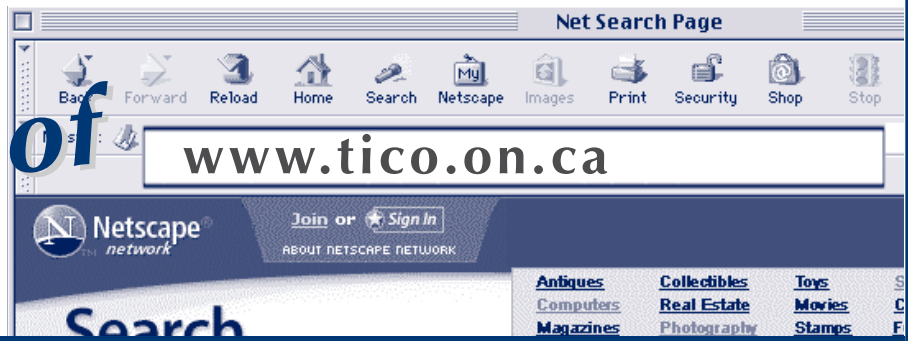 Net Search Page
Back Forward Reload Home Search My Netscape Images Print Security Shop Stop
of
www.tico.on.ca
N Netscape® network TM
Join or Sign In
ABOUT NETSCAPE NETWORK
Antiques Collectibles Toys
Computers Real Estate Movies
Search
Magazines Photography Stamps